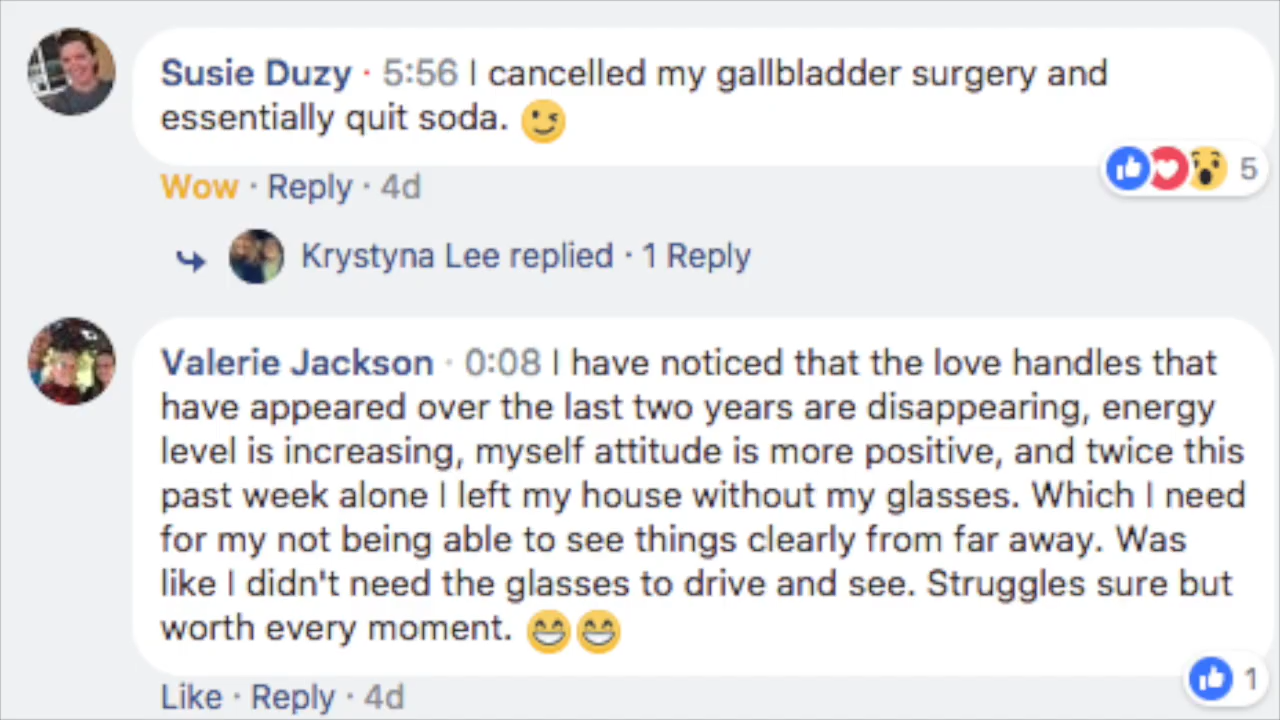 Susie Duzy · 5:56 I cancelled my gallbladder surgery and
essentially quit soda. 😉
5
Wow · Reply · 4d
Krystyna Lee replied · 1 Reply
Valerie Jackson · 0:08 I have noticed that the love handles that
have appeared over the last two years are disappearing, energy
level is increasing, myself attitude is more positive, and twice this
past week alone I left my house without my glasses. Which I need
for my not being able to see things clearly from far away. Was
like I didn't need the glasses to drive and see. Struggles sure but
worth every moment. 😁😁
1
Like · Reply · 4d